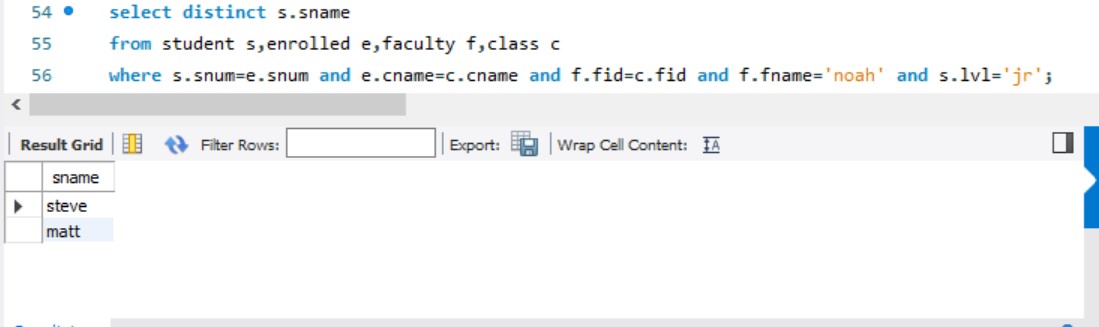 54 select distinct s.sname
55 from student s,enrolled e,faculty f,class c
56 where s.snum=e.snum and e.cname=c.cname and f.fid=c.fid and f.fname='noah' and s.lvl='jr';
Result Grid Filter Rows: Export: Wrap Cell Content: IA
sname
steve
matt